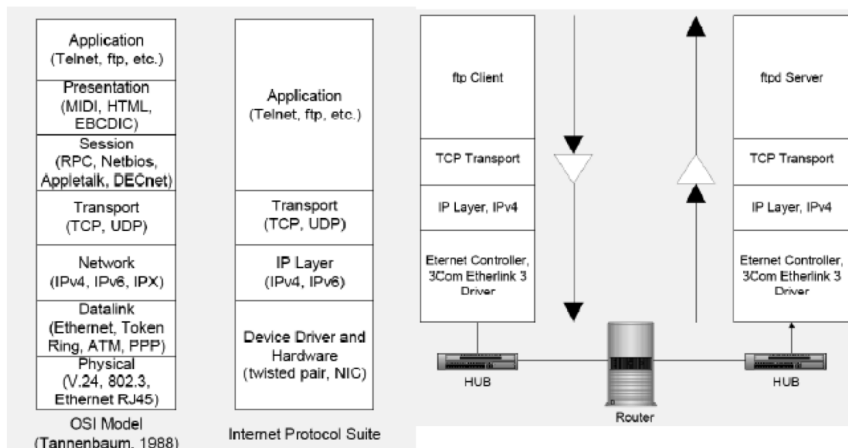 Application
(Telnet, ftp, etc.)
Presentation
(MIDI, HTML,
EBCDIC)
Session
(RPC, Netbios,
Appletalk, DECnet)
Transport
(TCP, UDP)
Network
(IPv4, IPv6, IPX)
Datalink
(Ethernet, Token
Ring, ATM, PPP)
Physical
(V.24, 802.3,
Ethernet RJ45)
OSI Model
(Tannenbaum, 1988)
Application
(Telnet, ftp, etc.)
Transport
(TCP, UDP)
IP Layer
(IPv4, IPv6)
Device Driver and
Hardware
(twisted pair, NIC)
Internet Protocol Suite
ftp Client
TCP Transport
IP Layer, IPv4
Eternet Controller,
3Com Etherlink 3
Driver
HUB
Router
ftpd Server
TCP Transport
IP Layer, IPv4
Eternet Controller,
3Com Etherlink 3
Driver
HUB